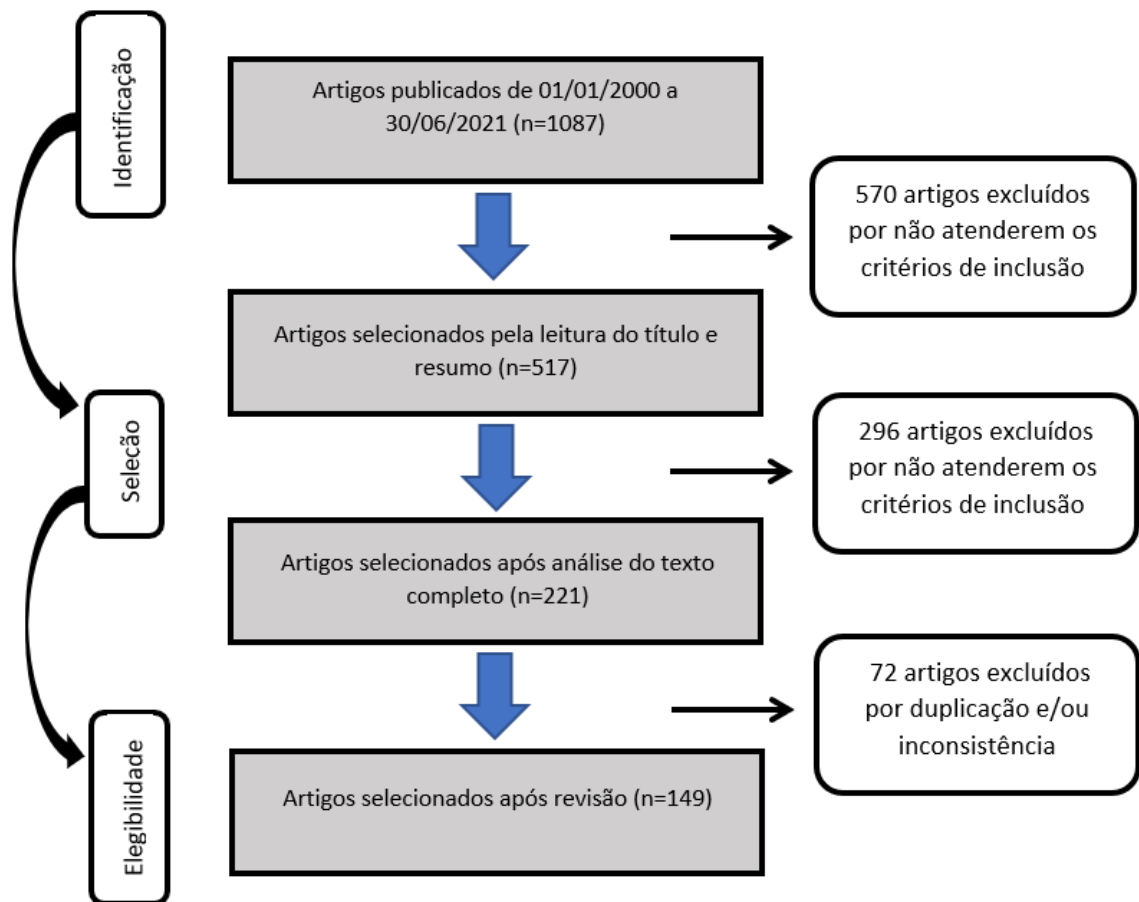 Identificação
Artigos publicados de 01/01/2000 a
30/06/2021 (n=1087)
570 artigos excluídos
por não atenderem os
critérios de inclusão
Artigos selecionados pela leitura do título e
resumo (n=517)
Seleção
296 artigos excluídos
por não atenderem os
critérios de inclusão
Artigos selecionados após análise do texto
completo (n=221)
72 artigos excluídos
por duplicação e/ou
inconsistência
Elegibilidade
Artigos selecionados após revisão (n=149)